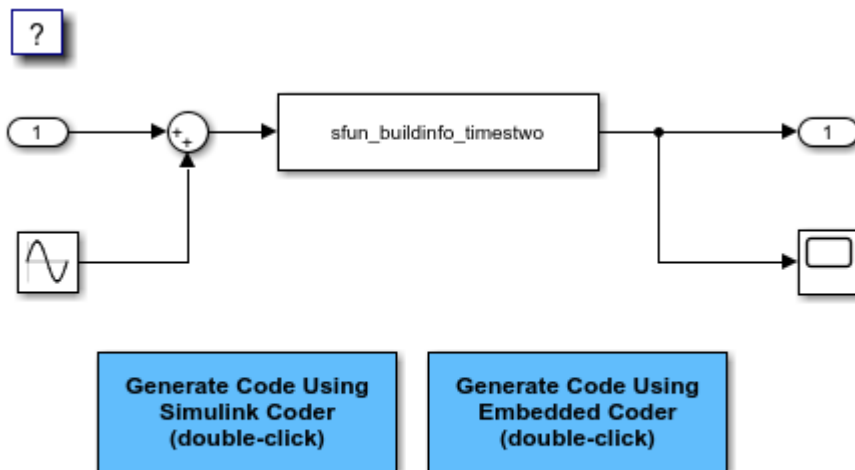 ?
1
++
sfun_buildinfo_timestwo
1
Generate Code Using
Simulink Coder
(double-click)
Generate Code Using
Embedded Coder
(double-click)